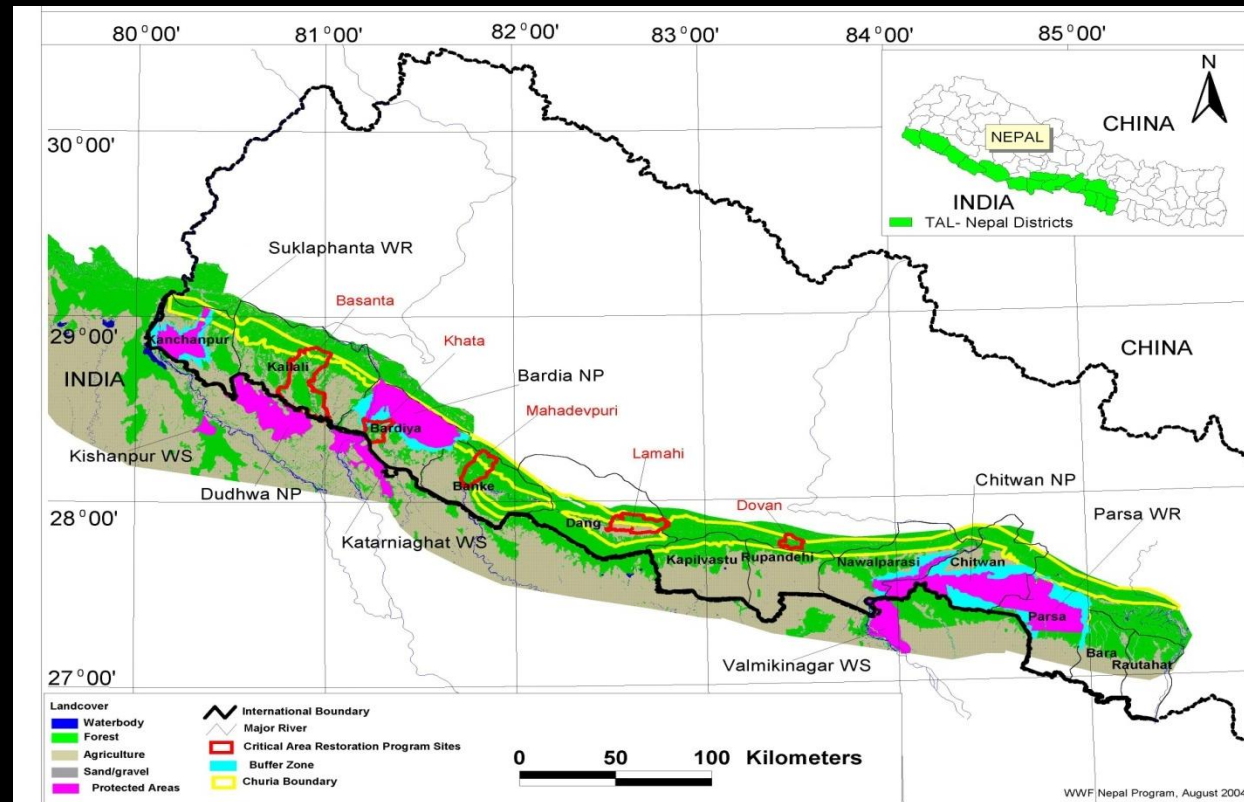 80°00'
81°00'
82°00'
83°00'
84°00'
85°00'
N
CHINA
NEPAL
INDIA
TAL- Nepal Districts
30°00'
Suklaphanta WR
Basanta
29°00'
Kanchanpur
Khata
CHINA
INDIA
Kailali
Bardia NP
Mahadevpuri
Bardiya
Kishanpur WS
Lamahi
Chitwan NP
Dudhwa NP
Banke
Dovan
Parsa WR
28°00'
Dang
Katarniaghat WS
Kapilvastu
Rupandehi
Nawalparasi
Chitwan
Parsa
Valmikinagar WS
Bara
Rautahat
27°00'
Landcover
Waterbody
Forest
Agriculture
Sand/gravel
Protected Areas
International Boundary
Major River
Critical Area Restoration Program Sites
Buffer Zone
Churia Boundary
0 50 100 Kilometers
WWF Nepal Program, August 2004